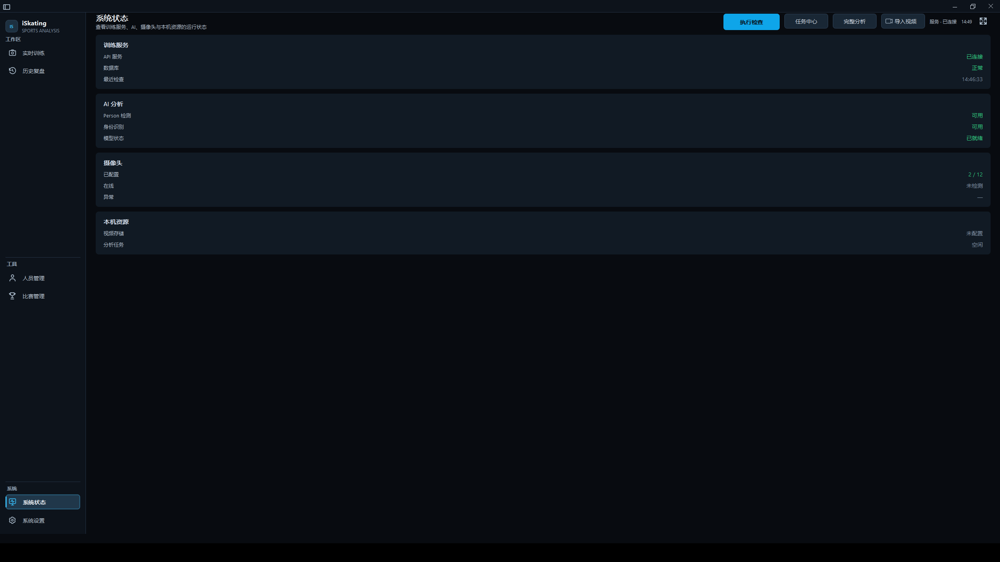 iSkating
SPORTS ANALYSIS
IS
工作区
实时训练
历史复盘
工具
人员管理
比赛管理
系统
系统状态
系统设置
系统状态
查看训练服务、AI、摄像头与本机资源的运行状态
执行检查
任务中心
完整分析
导入视频
服务 · 已连接 14:49
训练服务
API 服务 已连接
数据库 正常
最近检查 14:46:33
AI 分析
Person 检测 可用
身份识别 可用
模型状态 已就绪
摄像头
已配置 2 / 12
在线 未检测
异常 —
本机资源
视频存储 未配置
分析任务 空闲